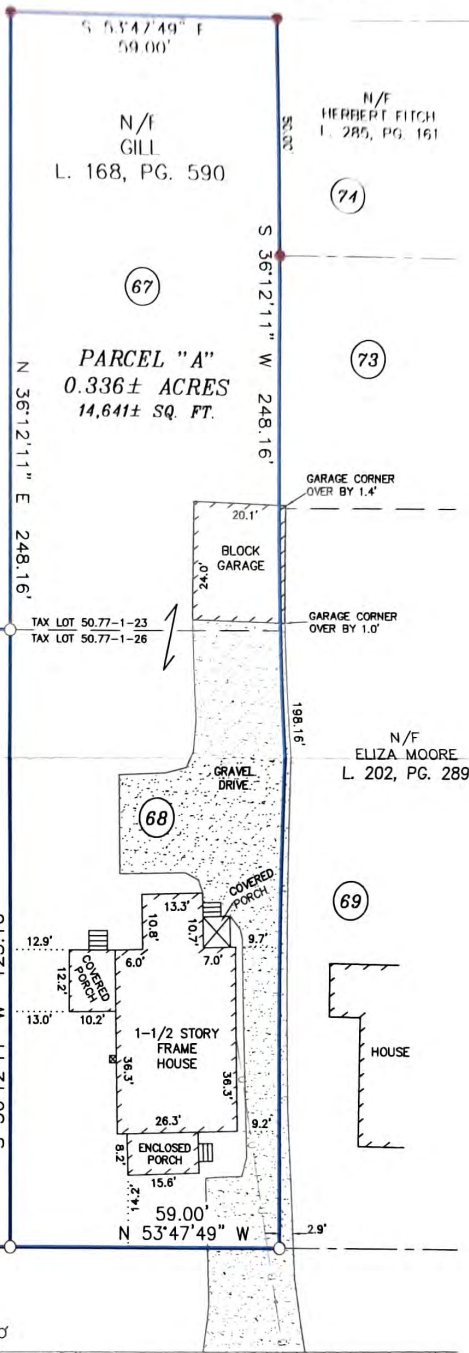 S 53°47'49" E
59.00'
N/F
GILL
L. 168, PG. 590
50.00'
N/F
HERBERT FITCH
L. 285, PG. 161
74
67
S 36°12'11" W 248.16'
73
PARCEL "A"
0.336± ACRES
14,641± SQ. FT.
N 36°12'11" E 248.16'
GARAGE CORNER
OVER BY 1.4'
20.1'
BLOCK
GARAGE
24.0'
GARAGE CORNER
OVER BY 1.0'
TAX LOT 50.77-1-23
TAX LOT 50.77-1-26
198.16'
N/F
ELIZA MOORE
L. 202, PG. 289
GRAVEL
DRIVE
68
COVERED
PORCH
69
13.3'
10.8'
10.7'
12.9'
6.0'
7.0'
9.7'
COVERED
PORCH
12.2'
13.0'
10.2'
1-1/2 STORY
FRAME
HOUSE
HOUSE
36.3'
36.3'
26.3'
9.2'
ENCLOSED
PORCH
8.2'
15.6'
14.2'
59.00'
N 53°47'49" W
2.9'